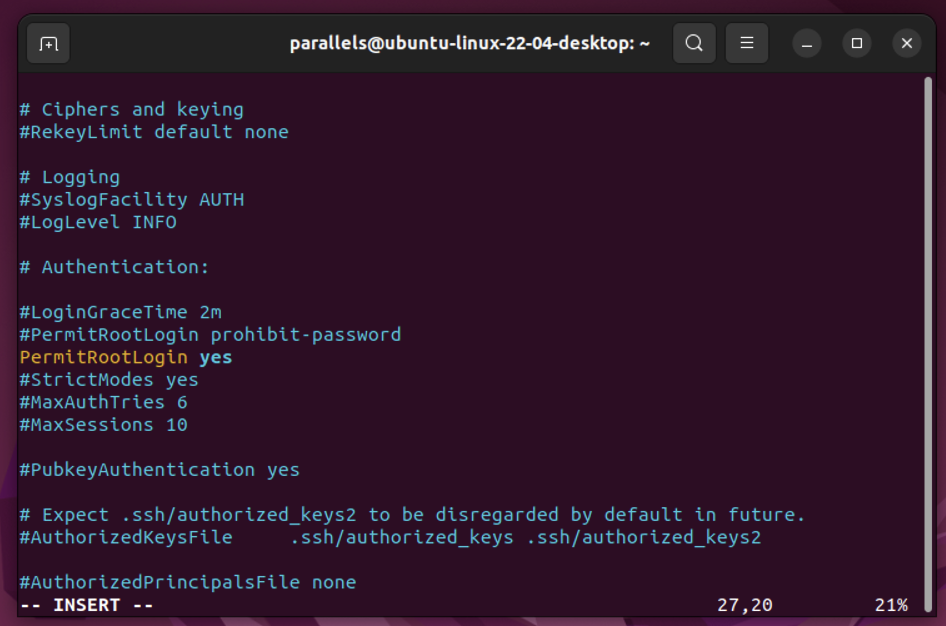 parallels@ubuntu-linux-22-04-desktop: ~
# Ciphers and keying
#RekeyLimit default none
# Logging
#SyslogFacility AUTH
#LogLevel INFO
# Authentication:
#LoginGraceTime 2m
#PermitRootLogin prohibit-password
PermitRootLogin yes
#StrictModes yes
#MaxAuthTries 6
#MaxSessions 10
#PubkeyAuthentication yes
# Expect .ssh/authorized_keys2 to be disregarded by default in future.
#AuthorizedKeysFile     .ssh/authorized_keys .ssh/authorized_keys2
#AuthorizedPrincipalsFile none
-- INSERT -- 27,20 21%